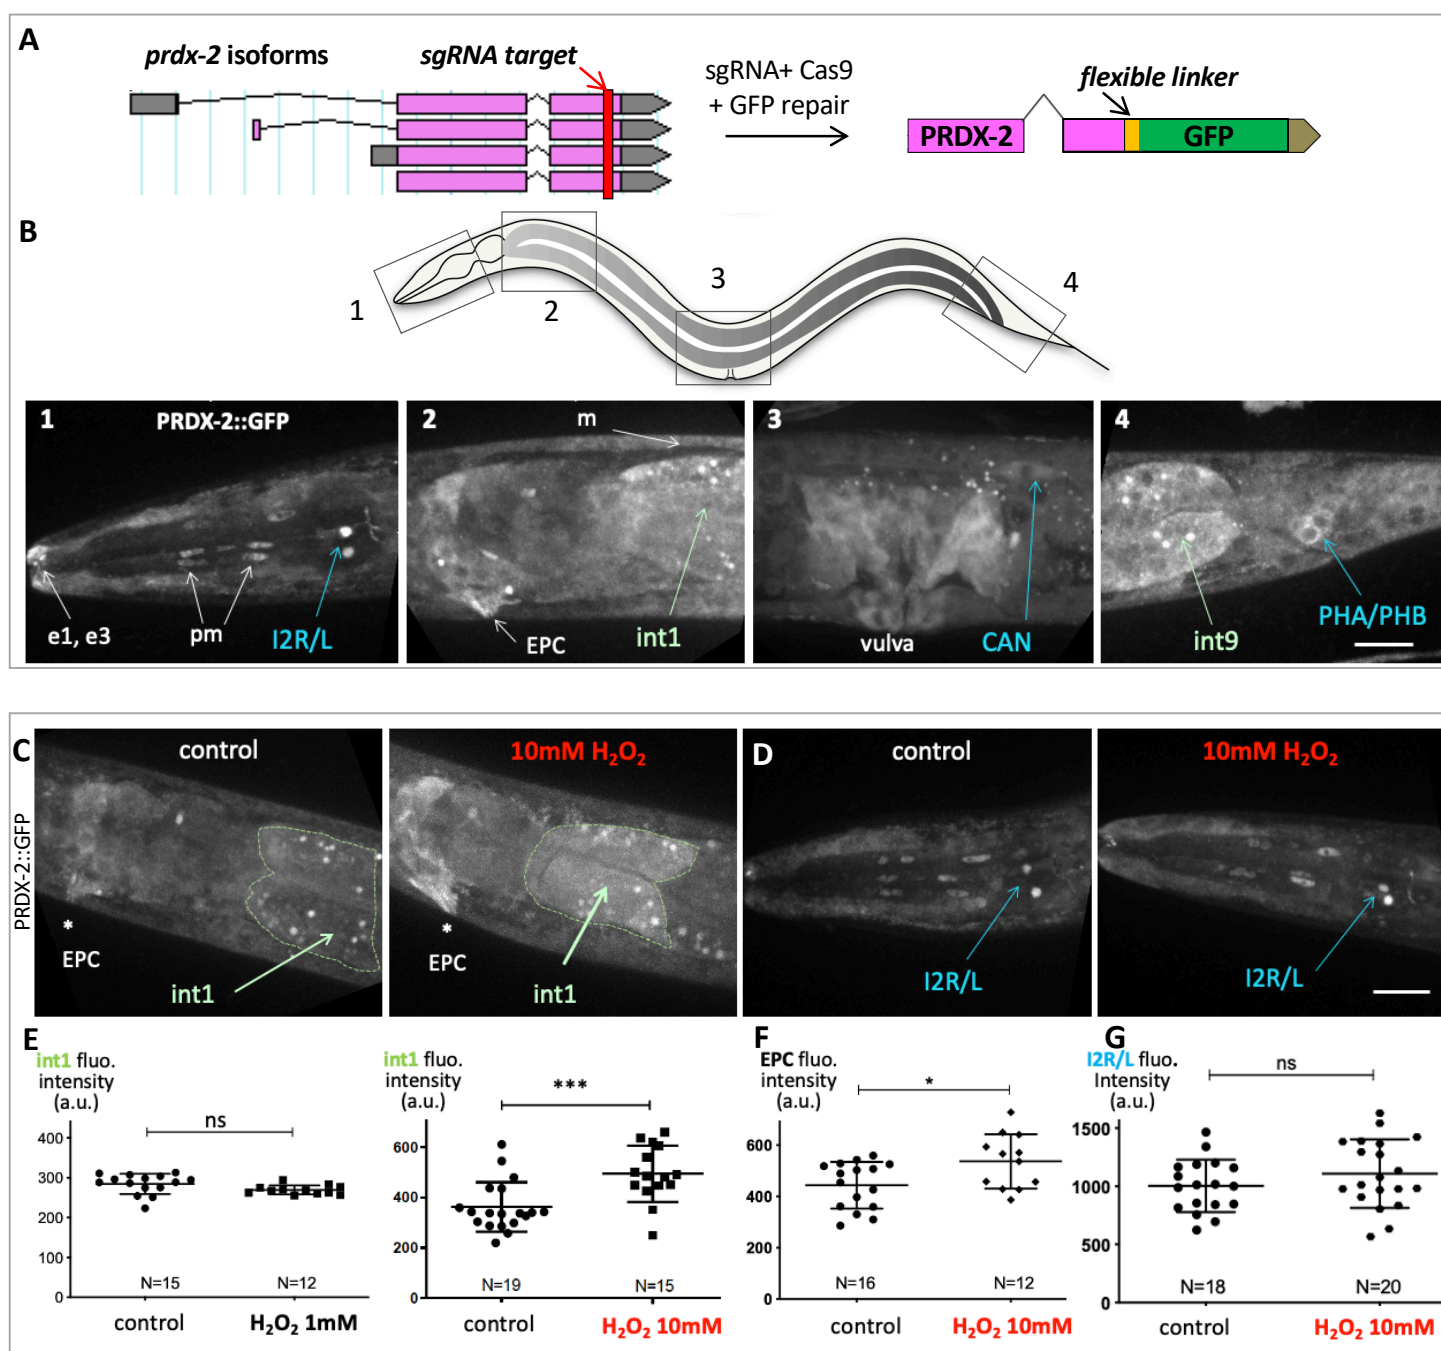 A
prdx-2 isoforms
sgRNA target
sgRNA+ Cas9
+ GFP repair
flexible linker
PRDX-2
GFP
B
1
2
3
4
1
PRDX-2::GFP
e1, e3
pm
I2R/L
2
m
EPC
int1
3
vulva
CAN
4
int9
PHA/PHB
PRDX-2::GFP
C
control
*
EPC
int1
10mM H₂O₂
*
EPC
int1
D
control
I2R/L
10mM H₂O₂
I2R/L
E
int1 fluo.
intensity
(a.u.)
ns
400
300
200
100
0
N=15
N=12
control
H₂O₂ 1mM
int1 fluo.
intensity
(a.u.)
***
600
400
200
0
N=19
N=15
control
H₂O₂ 10mM
F
EPC fluo.
intensity
(a.u.)
*
600
400
200
0
N=16
N=12
control
H₂O₂ 10mM
G
I2R/L fluo.
Intensity
(a.u.)
ns
1500
1000
500
0
N=18
N=20
control
H₂O₂ 10mM